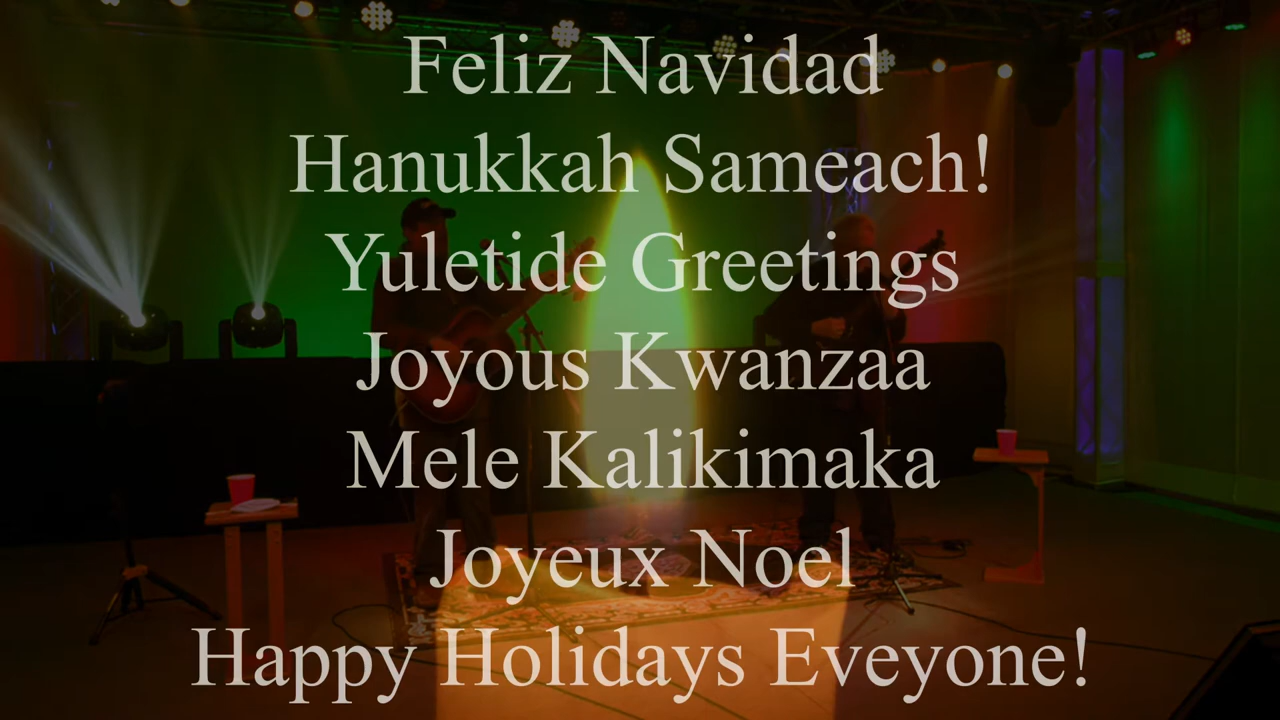 Feliz Navidad
Hanukkah Sameach!
Yuletide Greetings
Joyous Kwanzaa
Mele Kalikimaka
Joyeux Noel
Happy Holidays Eveyone!